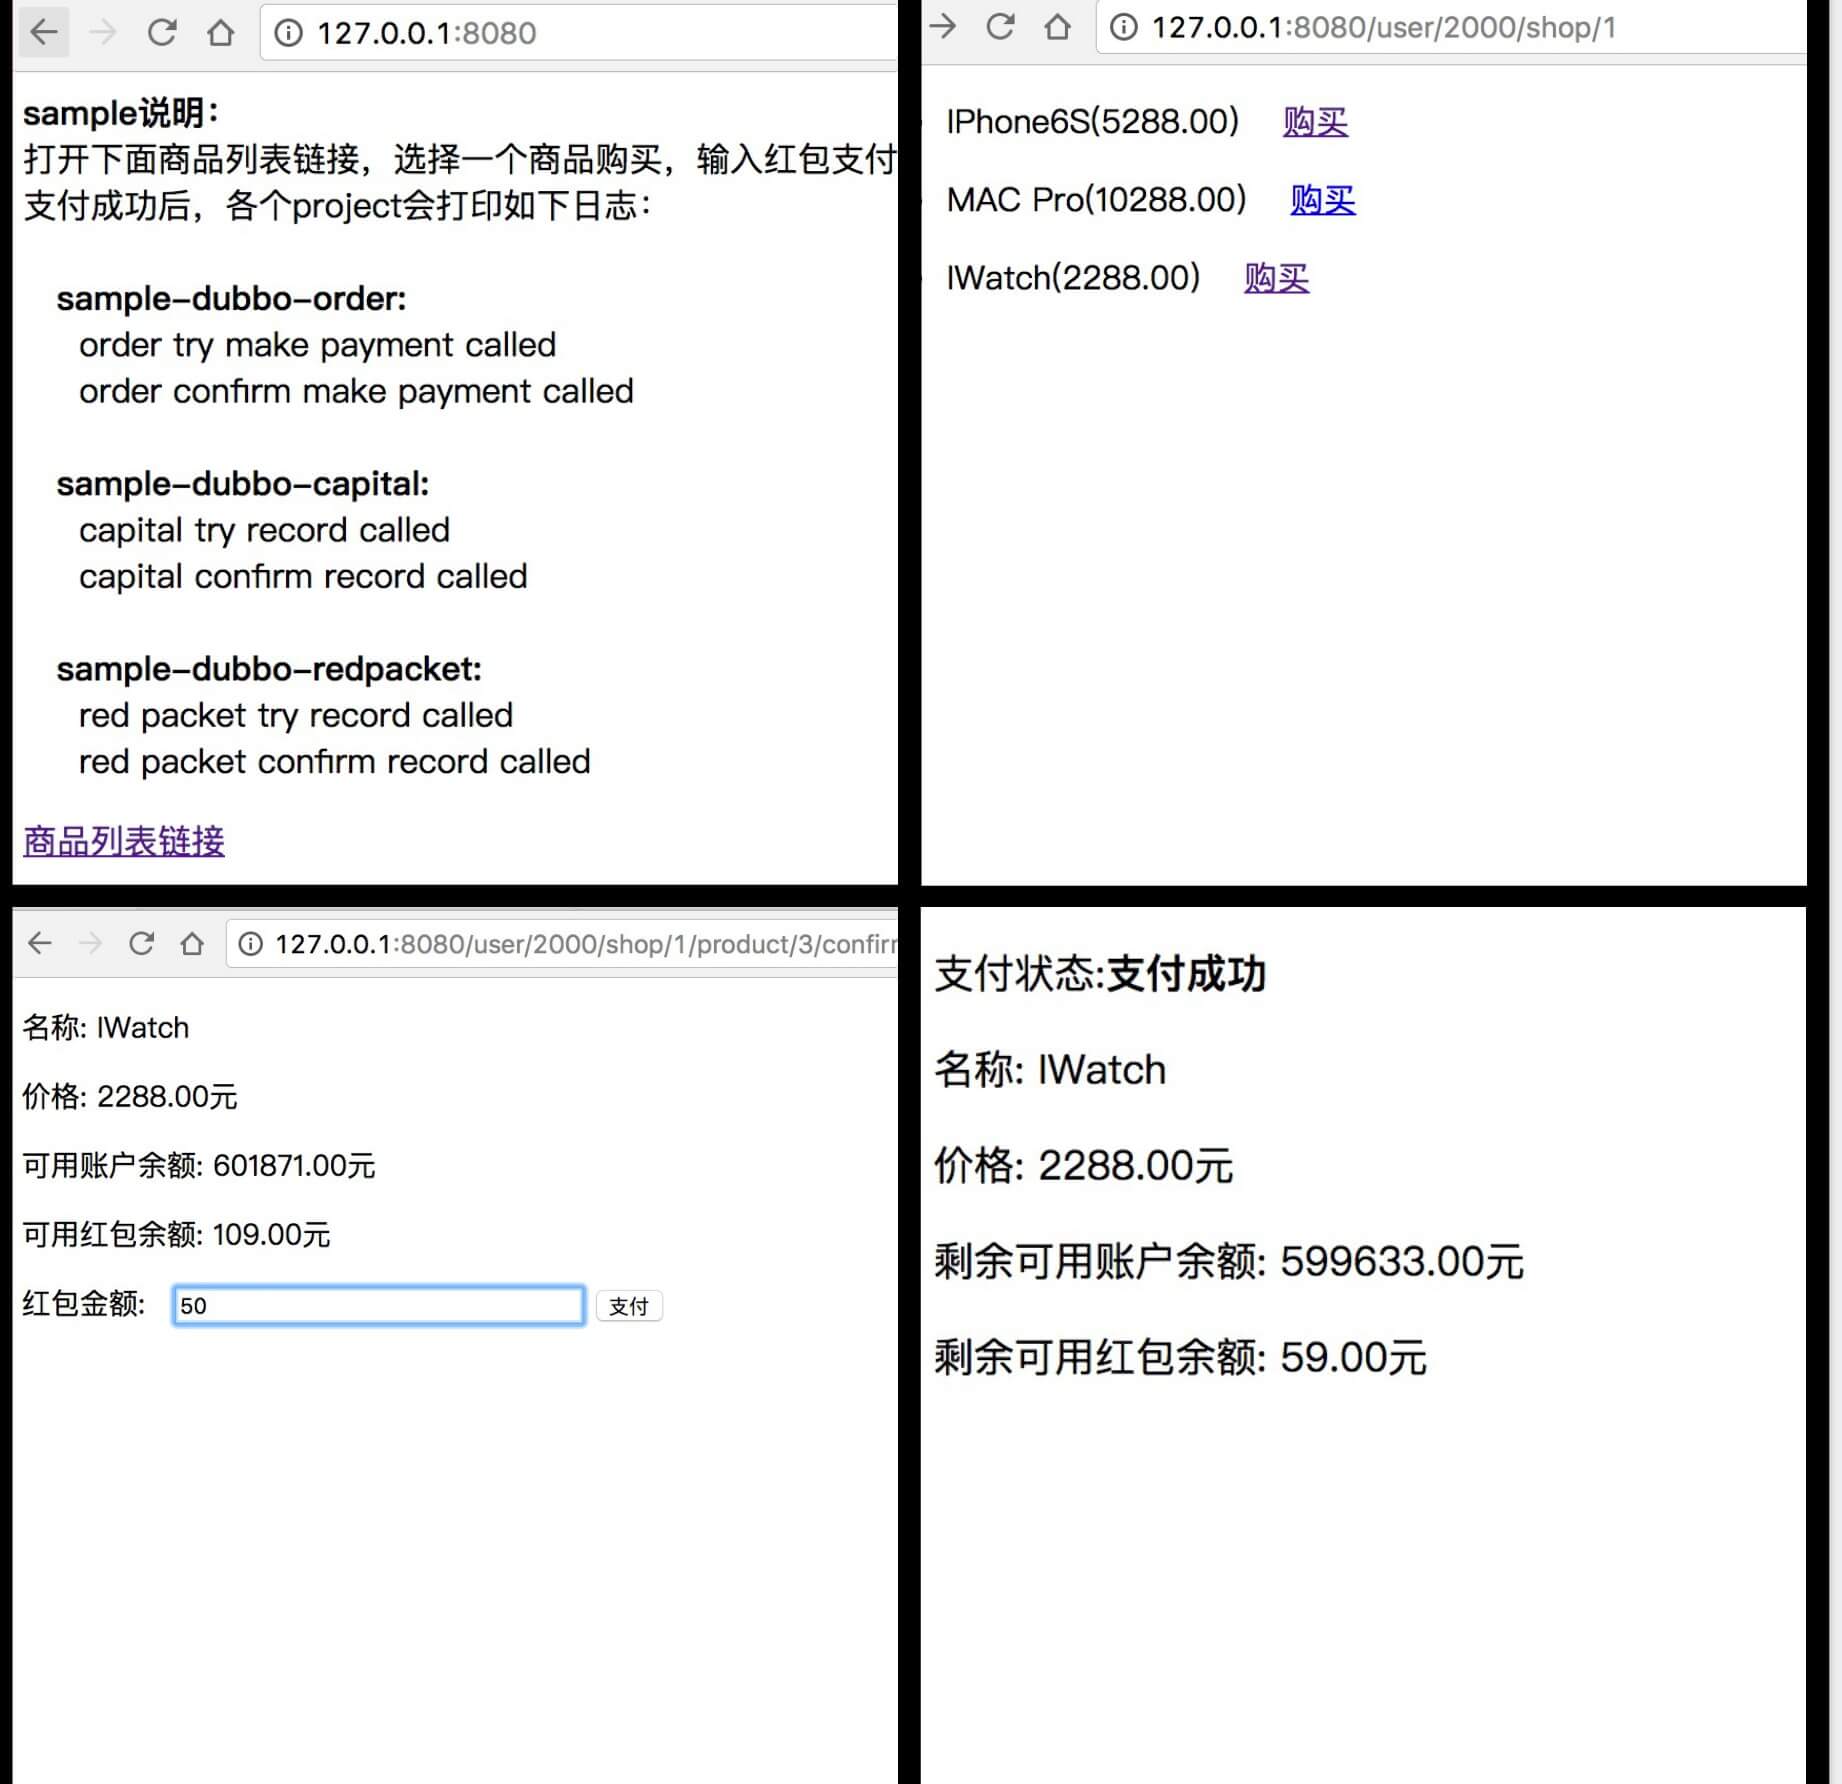 127.0.0.1:8080
sample说明：
打开下面商品列表链接，选择一个商品购买，输入红包支付
支付成功后，各个project会打印如下日志：
sample-dubbo-order:
order try make payment called
order confirm make payment called
sample-dubbo-capital:
capital try record called
capital confirm record called
sample-dubbo-redpacket:
red packet try record called
red packet confirm record called
商品列表链接
127.0.0.1:8080/user/2000/shop/1
IPhone6S(5288.00) 购买
MAC Pro(10288.00) 购买
IWatch(2288.00) 购买
127.0.0.1:8080/user/2000/shop/1/product/3/confir
名称: IWatch
价格: 2288.00元
可用账户余额: 601871.00元
可用红包余额: 109.00元
红包金额: 50 支付
支付状态:支付成功
名称: IWatch
价格: 2288.00元
剩余可用账户余额: 599633.00元
剩余可用红包余额: 59.00元